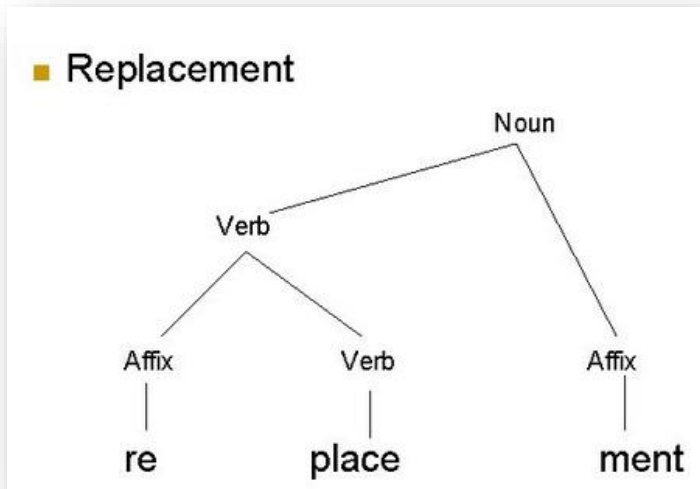 Replacement
Noun
Verb
Affix Verb Affix
re place ment